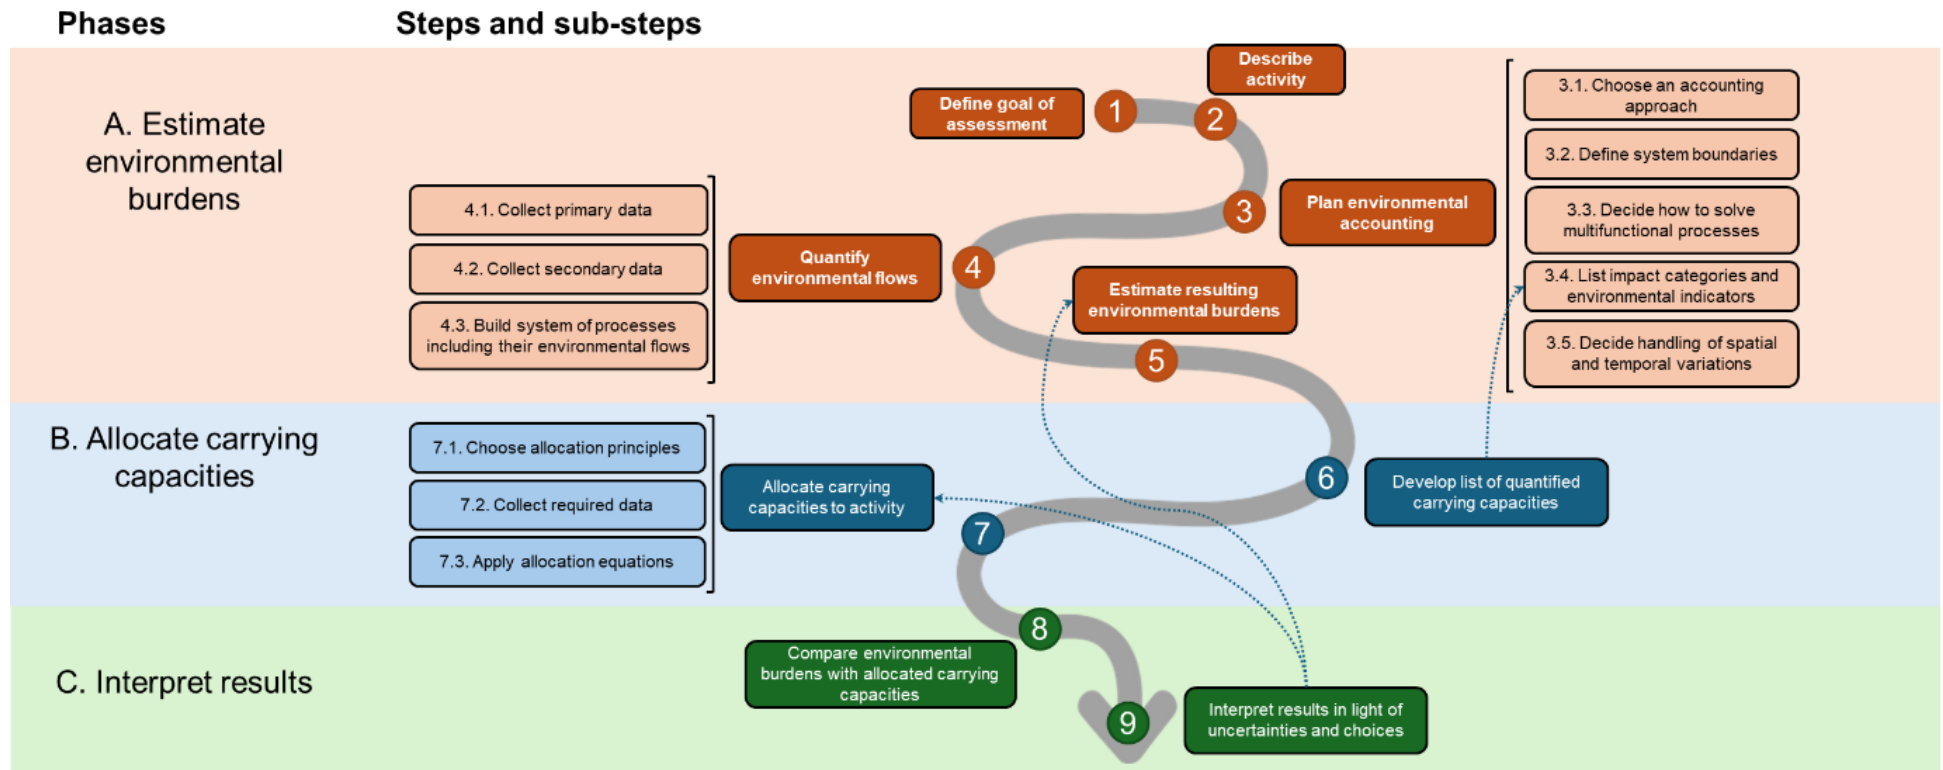 Phases
Steps and sub-steps
A. Estimate
environmental
burdens
Define goal of
assessment
1
2
Describe
activity
3
Plan environmental
accounting
3.1. Choose an accounting
approach
3.2. Define system boundaries
3.3. Decide how to solve
multifunctional processes
3.4. List impact categories and
environmental indicators
3.5. Decide handling of spatial
and temporal variations
4.1. Collect primary data
4.2. Collect secondary data
4.3. Build system of processes
including their environmental flows
Quantify
environmental flows
4
Estimate resulting
environmental burdens
5
B. Allocate carrying
capacities
6
Develop list of quantified
carrying capacities
7.1. Choose allocation principles
7.2. Collect required data
7.3. Apply allocation equations
Allocate carrying
capacities to activity
7
C. Interpret results
8
Compare environmental
burdens with allocated carrying
capacities
9
Interpret results in light of
uncertainties and choices